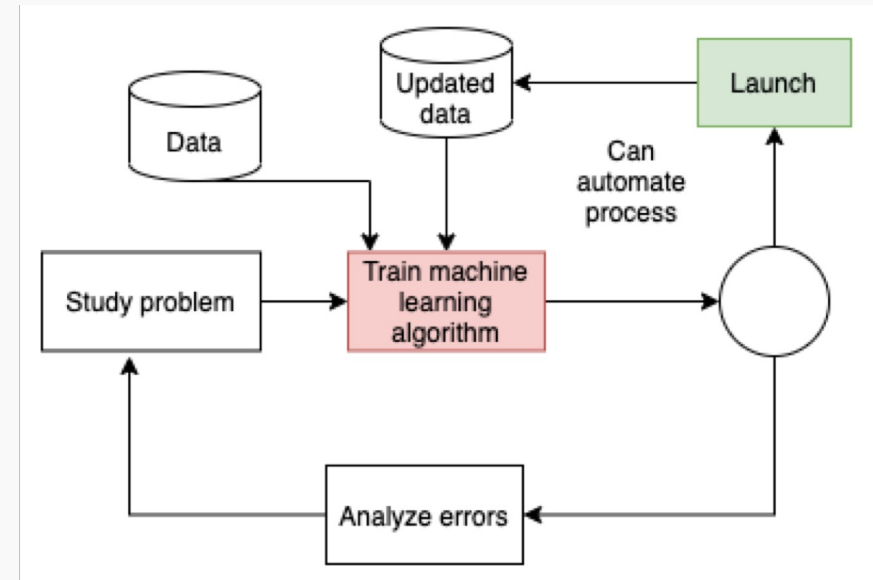 Updated
data
Launch
Data
Can
automate
process
Study problem
Train machine
learning
algorithm
Analyze errors